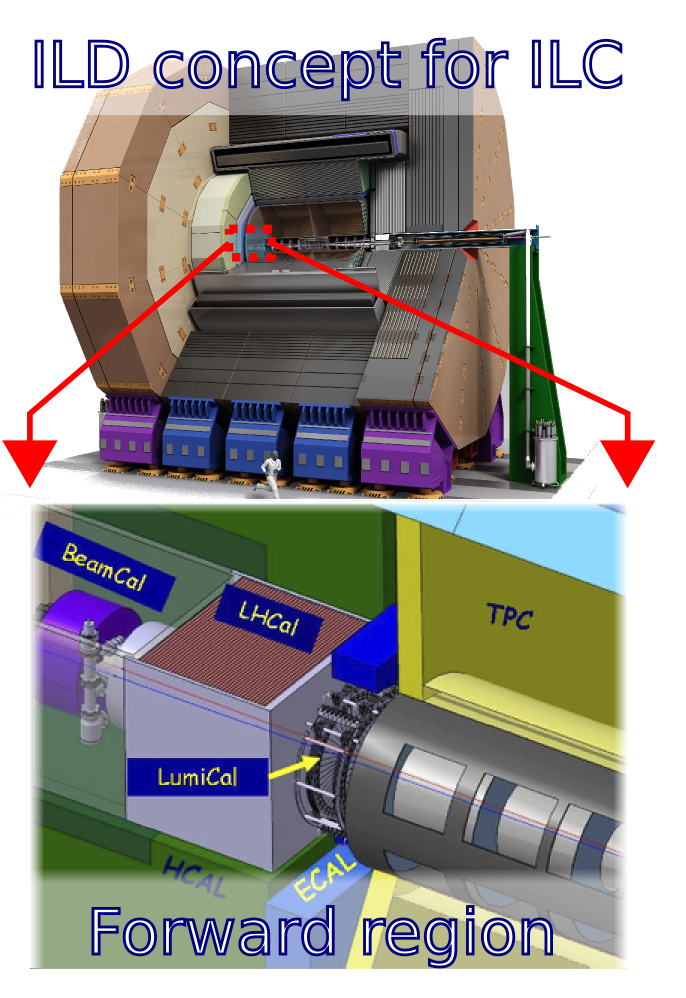 ILD concept for ILC
BeamCal
LHCal
TPC
LumiCal
HCAL
ECAL
Forward region